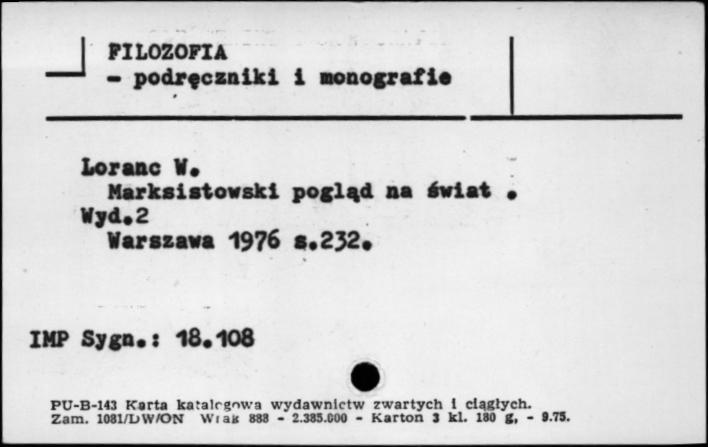 FILOZOFIA
- podręczniki i monografie
Loranc W.
Marksistowski pogląd na świat .
Wyd.2
Warszawa 1976 s.232.
IMP Sygn.: 18.108
PU-B-143 Karta katalogowa wydawnictw zwartych i ciągłych.
Zam. 1081/DW/ON  888 - 2.385.000 - Karton 3 kl. 180 g, - 9.75.